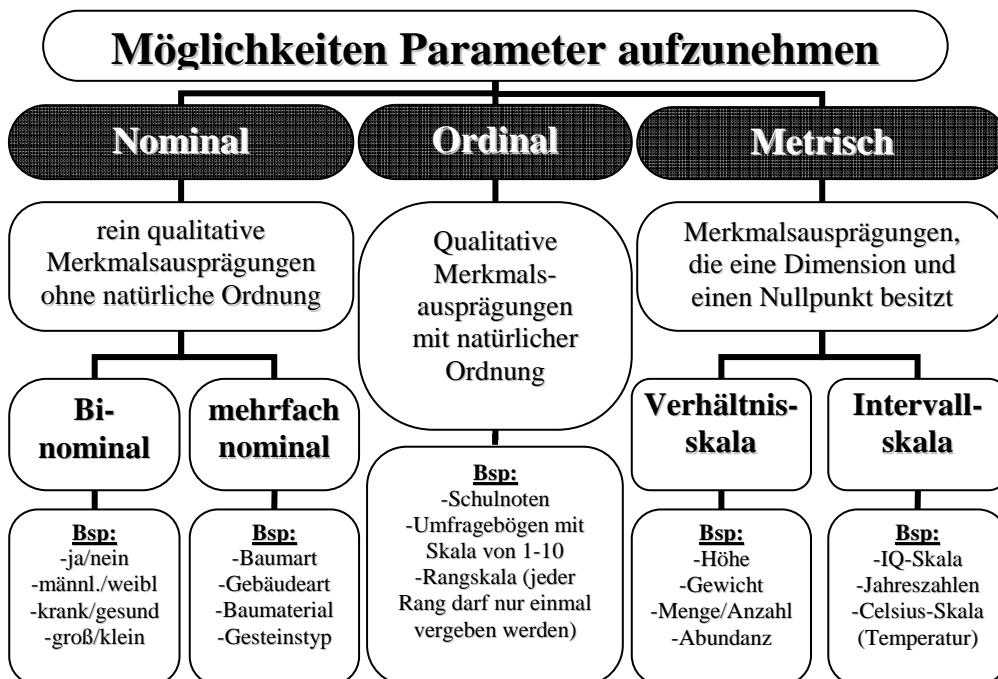 Möglichkeiten Parameter aufzunehmen
Nominal
Ordinal
Metrisch
rein qualitative
Merkmalsausprägungen
ohne natürliche Ordnung
Qualitative
Merkmals-
ausprägungen
mit natürlicher
Ordnung
Merkmalsausprägungen,
die eine Dimension und
einen Nullpunkt besitzt
Bi-
nominal
mehrfach
nominal
Verhältnis-
skala
Intervall-
skala
Bsp:
-ja/nein
-männl./weibl
-krank/gesund
-groß/klein
Bsp:
-Baumart
-Gebäudeart
-Baumaterial
-Gesteinstyp
Bsp:
-Schulnoten
-Umfragebögen mit
Skala von 1-10
-Rangskala (jeder
Rang darf nur einmal
vergeben werden)
Bsp:
-Höhe
-Gewicht
-Menge/Anzahl
-Abundanz
Bsp:
-IQ-Skala
-Jahreszahlen
-Celsius-Skala
(Temperatur)